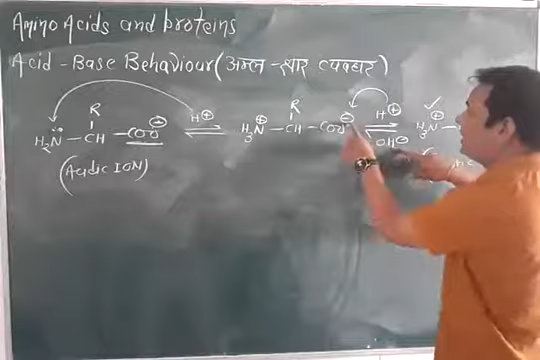 Amino Acids and proteins
Acid-Base Behaviour (अम्ल-क्षार व्यवहार)
R R
H₂N̈ — CH — COO⊖ ⇌ H⊕ H₃N⊕ — CH — COO⊖ ⇌ H⊕ OH⊖ H₃N⊕ —
(Acidic ION)